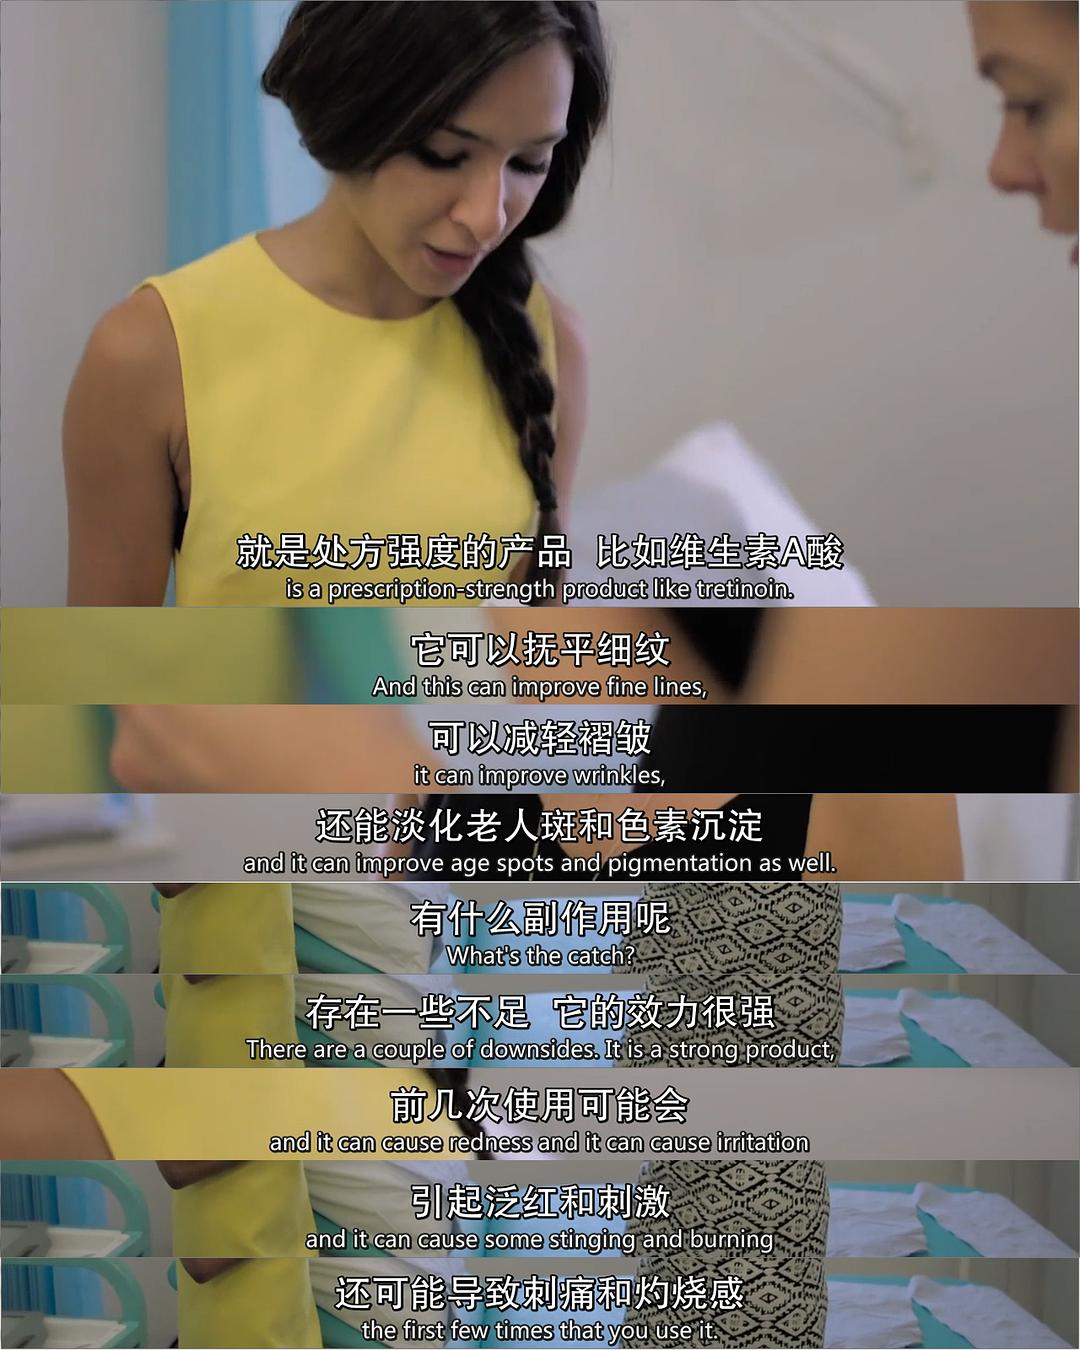 就是处方强度的产品 比如维生素A酸
is a prescription-strength product like tretinoin.
它可以抚平细纹
And this can improve fine lines,
可以减轻褶皱
it can improve wrinkles,
还能淡化老人斑和色素沉淀
and it can improve age spots and pigmentation as well.
有什么副作用呢
What's the catch?
存在一些不足 它的效力很强
There are a couple of downsides. It is a strong product,
前几次使用可能会
and it can cause redness and it can cause irritation
引起泛红和刺激
and it can cause some stinging and burning
还可能导致刺痛和灼烧感
the first few times that you use it.